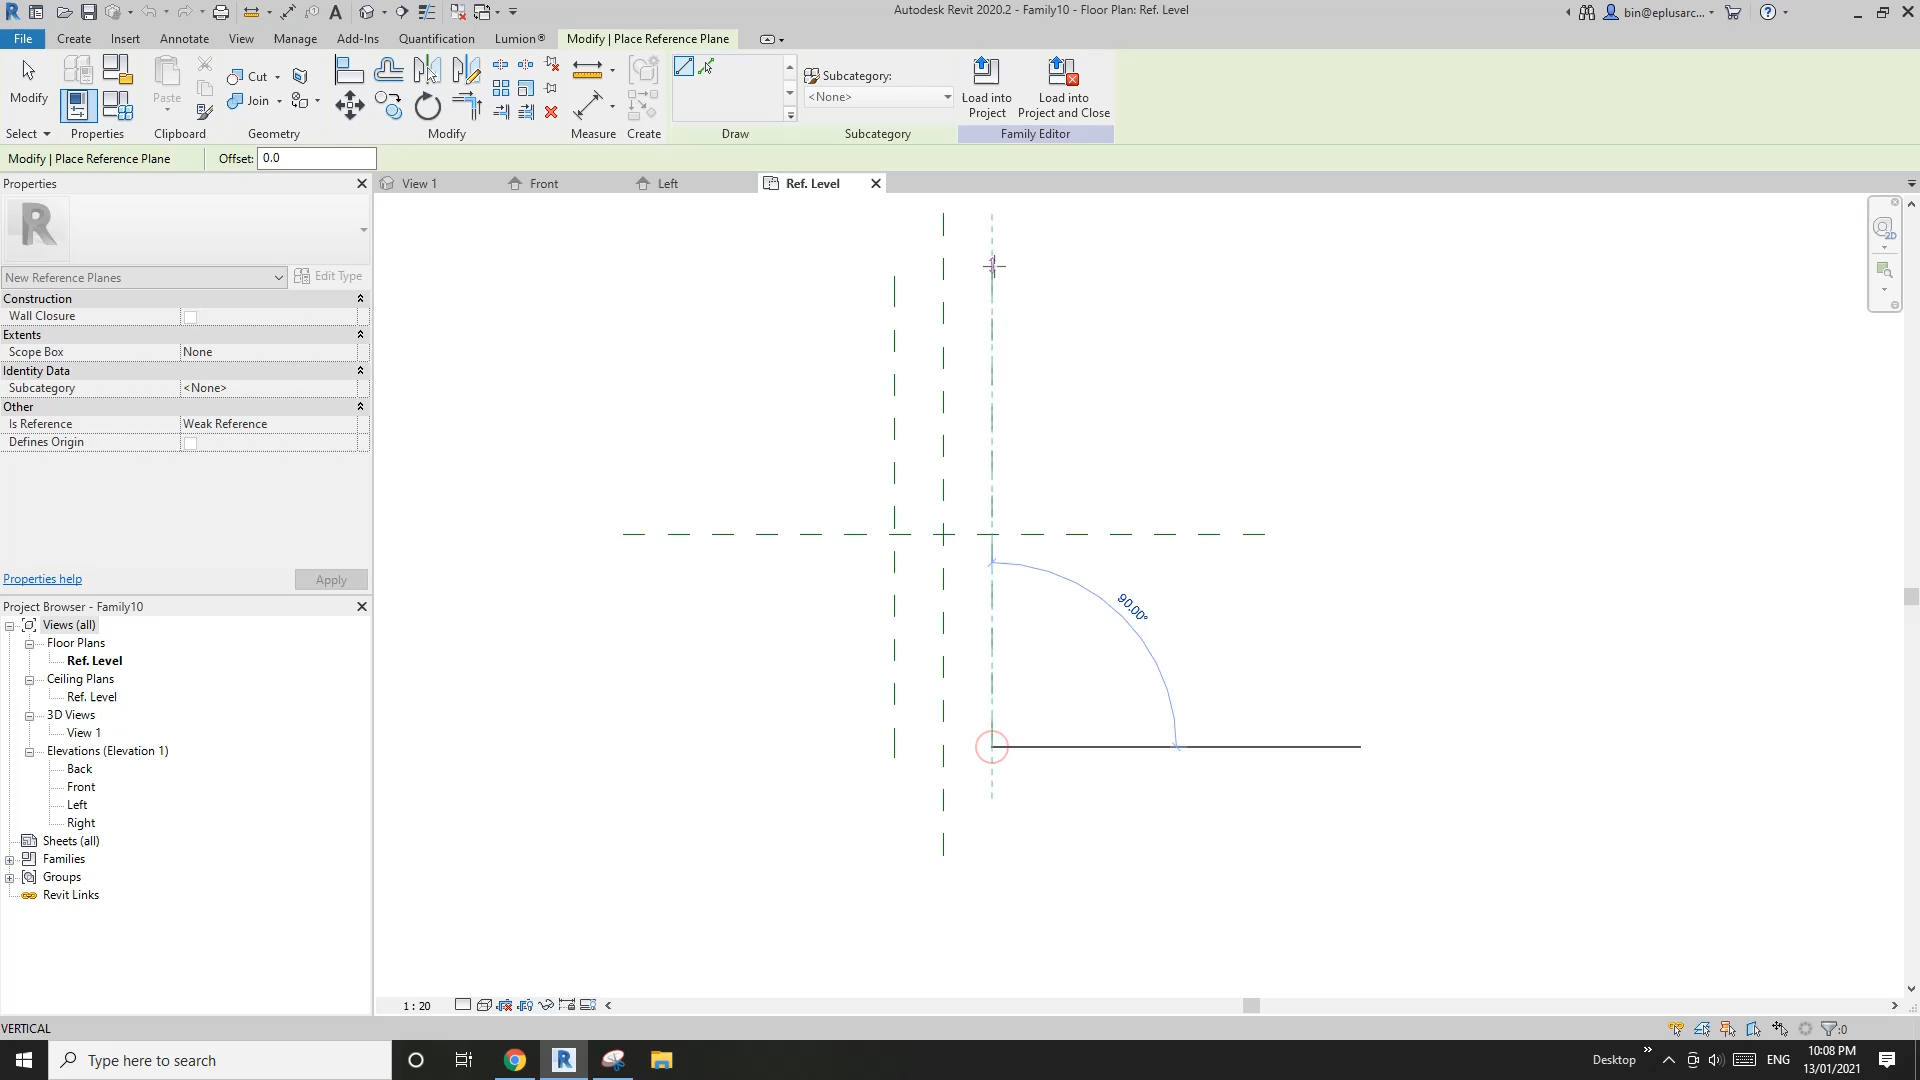 Autodesk Revit 2020.2 - Family10 - Floor Plan: Ref. Level
bin@eplusarc...
File
Create
Insert
Annotate
View
Manage
Add-Ins
Quantification
Lumion®
Modify | Place Reference Plane
Modify
Paste
Cut
Join
Subcategory:
<None>
Load into
Project
Load into
Project and Close
Select
Properties
Clipboard
Geometry
Modify
Measure
Create
Draw
Subcategory
Family Editor
Modify | Place Reference Plane
Offset:
0.0
Properties
View 1
Front
Left
Ref. Level
New Reference Planes
Edit Type
Construction
Wall Closure
Extents
Scope Box
None
Identity Data
Subcategory
<None>
Other
Is Reference
Weak Reference
Defines Origin
Properties help
Apply
90.00°
2D
Project Browser - Family10
Views (all)
Floor Plans
Ref. Level
Ceiling Plans
Ref. Level
3D Views
View 1
Elevations (Elevation 1)
Back
Front
Left
Right
Sheets (all)
Families
Groups
Revit Links
1 : 20
VERTICAL
:0
Type here to search
Desktop
ENG
10:08 PM
13/01/2021